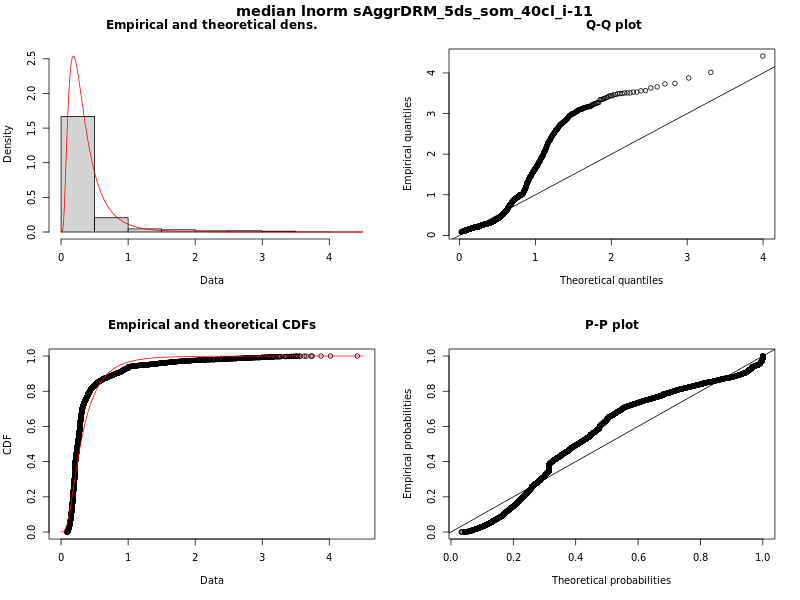 median lnorm sAggrDRM_5ds_som_40cl_i-11
Empirical and theoretical dens.
Density
0.0 0.5 1.0 1.5 2.0 2.5
0 1 2 3 4
Data
Q-Q plot
Empirical quantiles
0 1 2 3 4
0 1 2 3 4
Theoretical quantiles
Empirical and theoretical CDFs
CDF
0.0 0.2 0.4 0.6 0.8 1.0
0 1 2 3 4
Data
P-P plot
Empirical probabilities
0.0 0.2 0.4 0.6 0.8 1.0
0.0 0.2 0.4 0.6 0.8 1.0
Theoretical probabilities